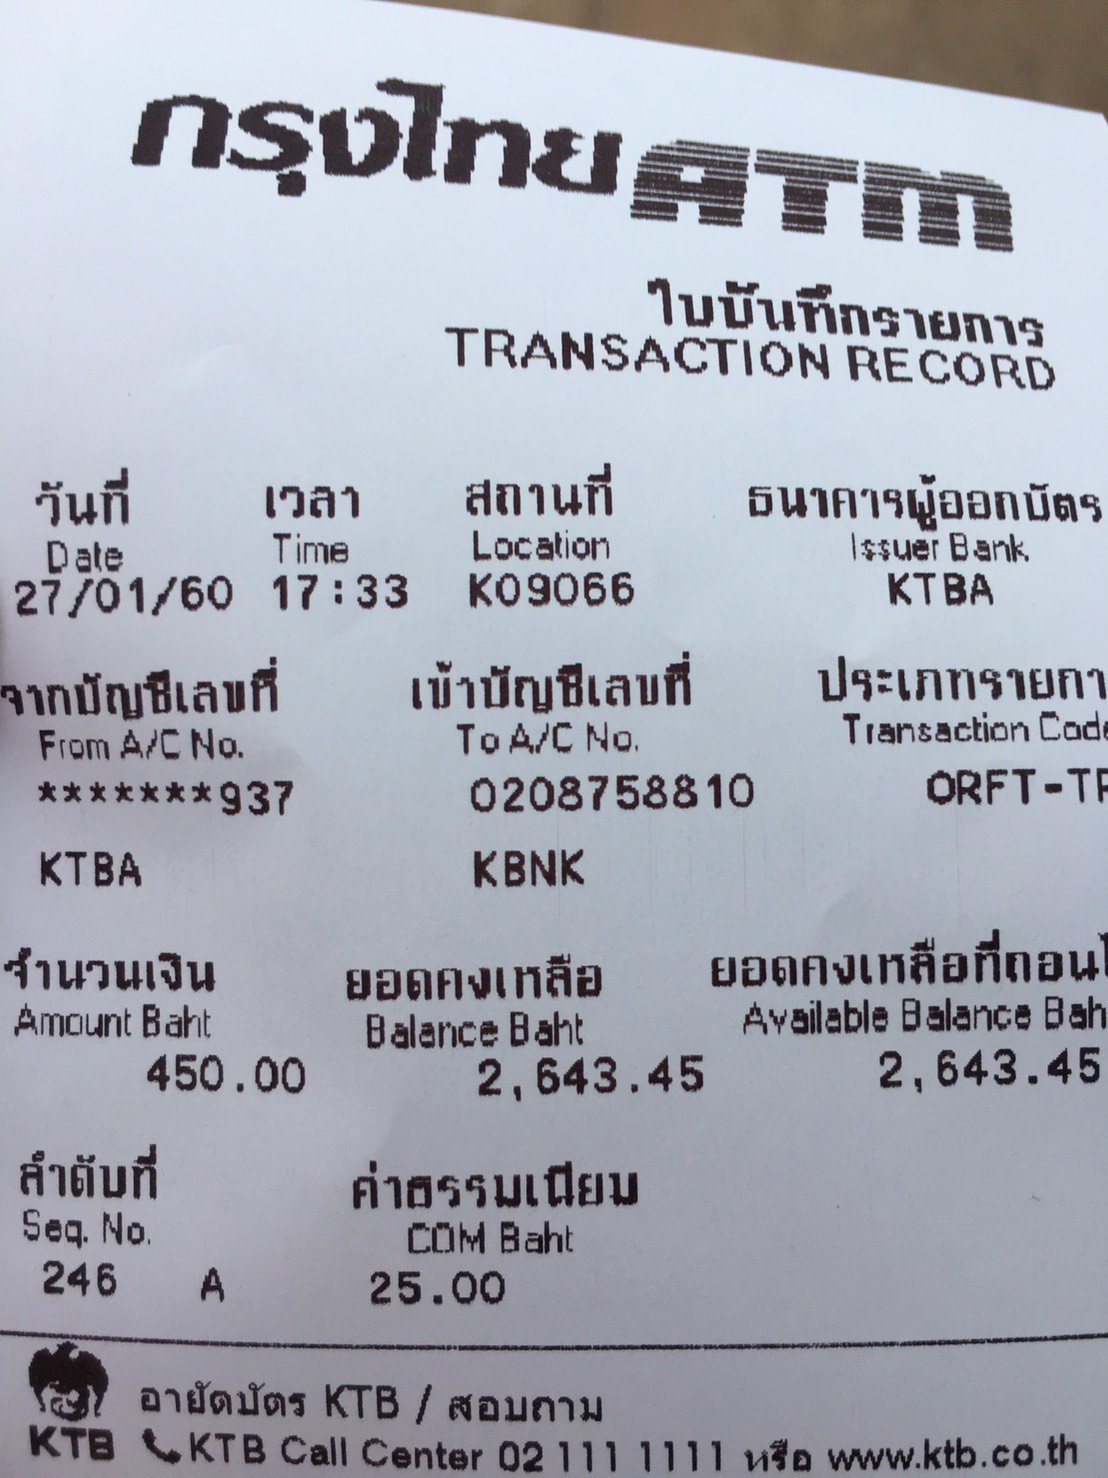 กรุงไทย ATM
ใบบันทึกรายการ
TRANSACTION RECORD
วันที่ เวลา สถานที่ ธนาคารผู้ออกบัตร
Date Time Location Issuer Bank
27/01/60 17:33 K09066 KTBA
จากบัญชีเลขที่ เข้าบัญชีเลขที่ ประเภทรายกา
From A/C No. To A/C No. Transaction Code
*******937 0208758810 ORFT-TR
KTBA KBNK
จำนวนเงิน ยอดคงเหลือ ยอดคงเหลือที่ถอนไ
Amount Baht Balance Baht Available Balance Bah
450.00 2,643.45 2,643.45
ลำดับที่ ค่าธรรมเนียม
Seq. No. COM Baht
246 A 25.00
อายัดบัตร KTB / สอบถาม
KTB KTB Call Center 02 111 1111 หรือ www.ktb.co.th